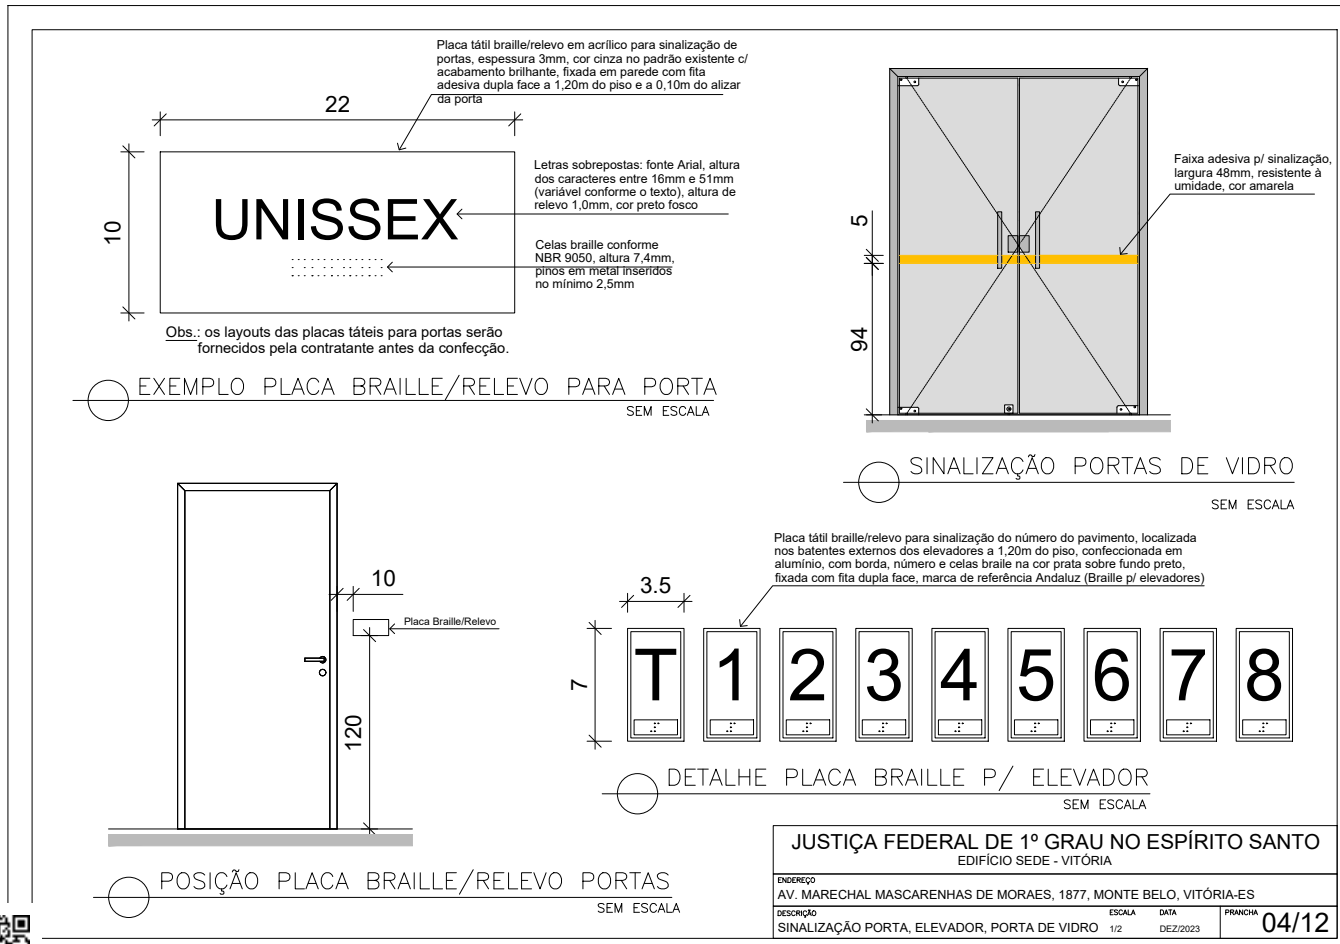 Placa tátil braille/relevo em acrílico para sinalização de
portas, espessura 3mm, cor cinza no padrão existente c/
acabamento brilhante, fixada em parede com fita
adesiva dupla face a 1,20m do piso e a 0,10m do alizar
da porta
22
10
UNISSEX
Letras sobrepostas: fonte Arial, altura
dos caracteres entre 16mm e 51mm
(variável conforme o texto), altura de
relevo 1,0mm, cor preto fosco
Celas braille conforme
NBR 9050, altura 7,4mm,
pinos em metal inseridos
no mínimo 2,5mm
Obs.: os layouts das placas táteis para portas serão
fornecidos pela contratante antes da confecção.
EXEMPLO PLACA BRAILLE/RELEVO PARA PORTA
SEM ESCALA
Faixa adesiva p/ sinalização,
largura 48mm, resistente à
umidade, cor amarela
5
94
SINALIZAÇÃO PORTAS DE VIDRO
SEM ESCALA
10
Placa Braille/Relevo
120
POSIÇÃO PLACA BRAILLE/RELEVO PORTAS
SEM ESCALA
Placa tátil braille/relevo para sinalização do número do pavimento, localizada
nos batentes externos dos elevadores a 1,20m do piso, confeccionada em
alumínio, com borda, número e celas braile na cor prata sobre fundo preto,
fixada com fita dupla face, marca de referência Andaluz (Braille p/ elevadores)
3.5
7
T 1 2 3 4 5 6 7 8
DETALHE PLACA BRAILLE P/ ELEVADOR
SEM ESCALA
JUSTIÇA FEDERAL DE 1º GRAU NO ESPÍRITO SANTO
EDIFÍCIO SEDE - VITÓRIA
ENDEREÇO
AV. MARECHAL MASCARENHAS DE MORAES, 1877, MONTE BELO, VITÓRIA-ES
DESCRIÇÃO ESCALA DATA PRANCHA
SINALIZAÇÃO PORTA, ELEVADOR, PORTA DE VIDRO 1/2 DEZ/2023 04/12